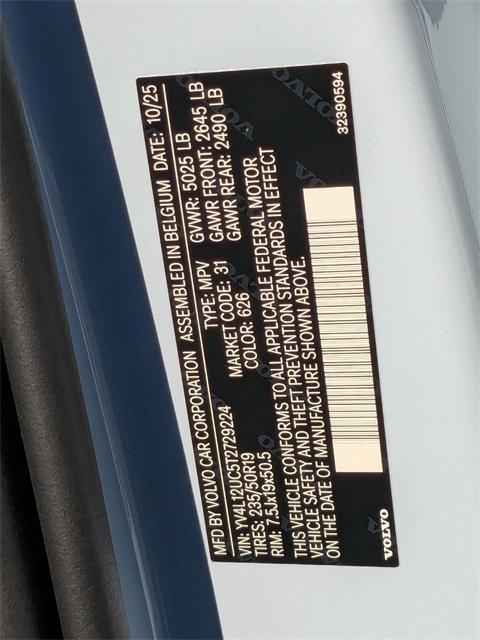 MFD BY VOLVO CAR CORPORATION ASSEMBLED IN BELGIUM DATE: 10/25
VIN: YV4L12UC5T2729224 TYPE: MPV GVWR: 5025 LB
TIRES: 235/50R19 MARKET CODE: 31 GAWR FRONT: 2645 LB
RIM: 7.5Jx19x50.5 COLOR: 626 GAWR REAR: 2490 LB
THIS VEHICLE CONFORMS TO ALL APPLICABLE FEDERAL MOTOR
VEHICLE SAFETY AND THEFT PREVENTION STANDARDS IN EFFECT
ON THE DATE OF MANUFACTURE SHOWN ABOVE.
VOLVO 32390594